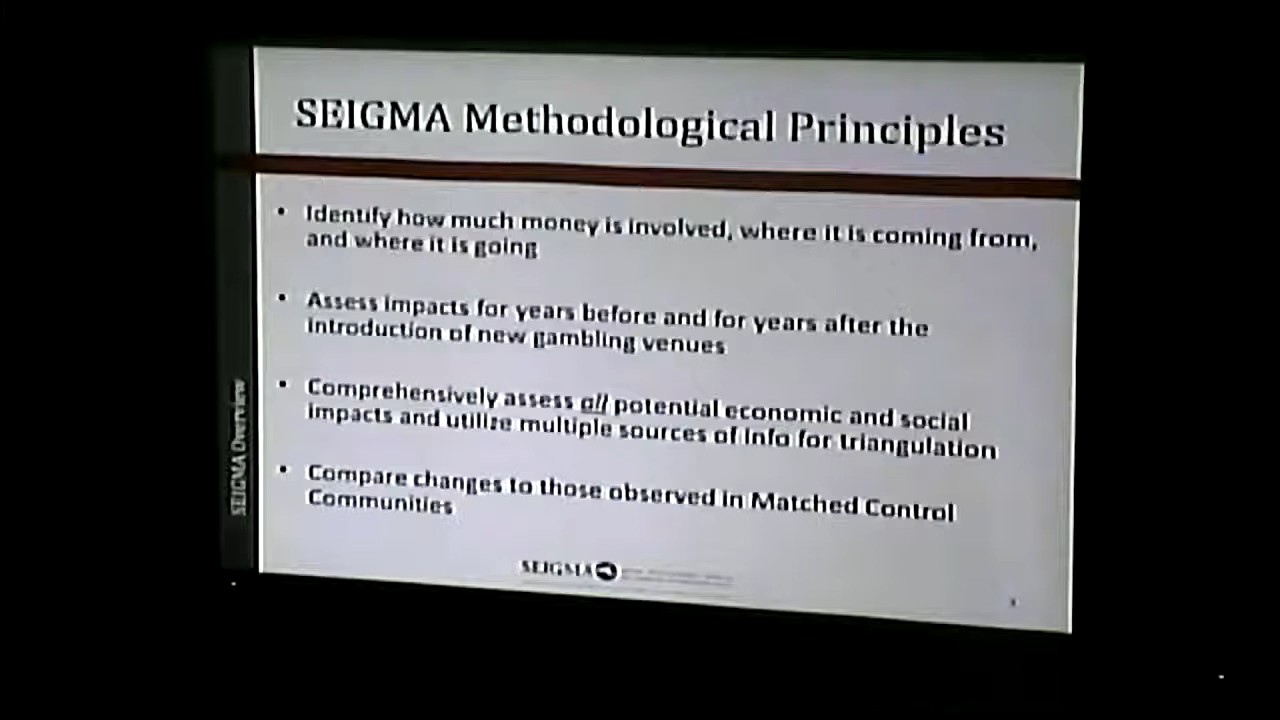 SEIGMA Methodological Principles
• Identify how much money is involved, where it is coming from,
and where it is going
• Assess impacts for years before and for years after the
introduction of new gambling venues
• Comprehensively assess all potential economic and social
impacts and utilize multiple sources of info for triangulation
• Compare changes to those observed in Matched Control
Communities
SEIGMA Overview
SEIGMA